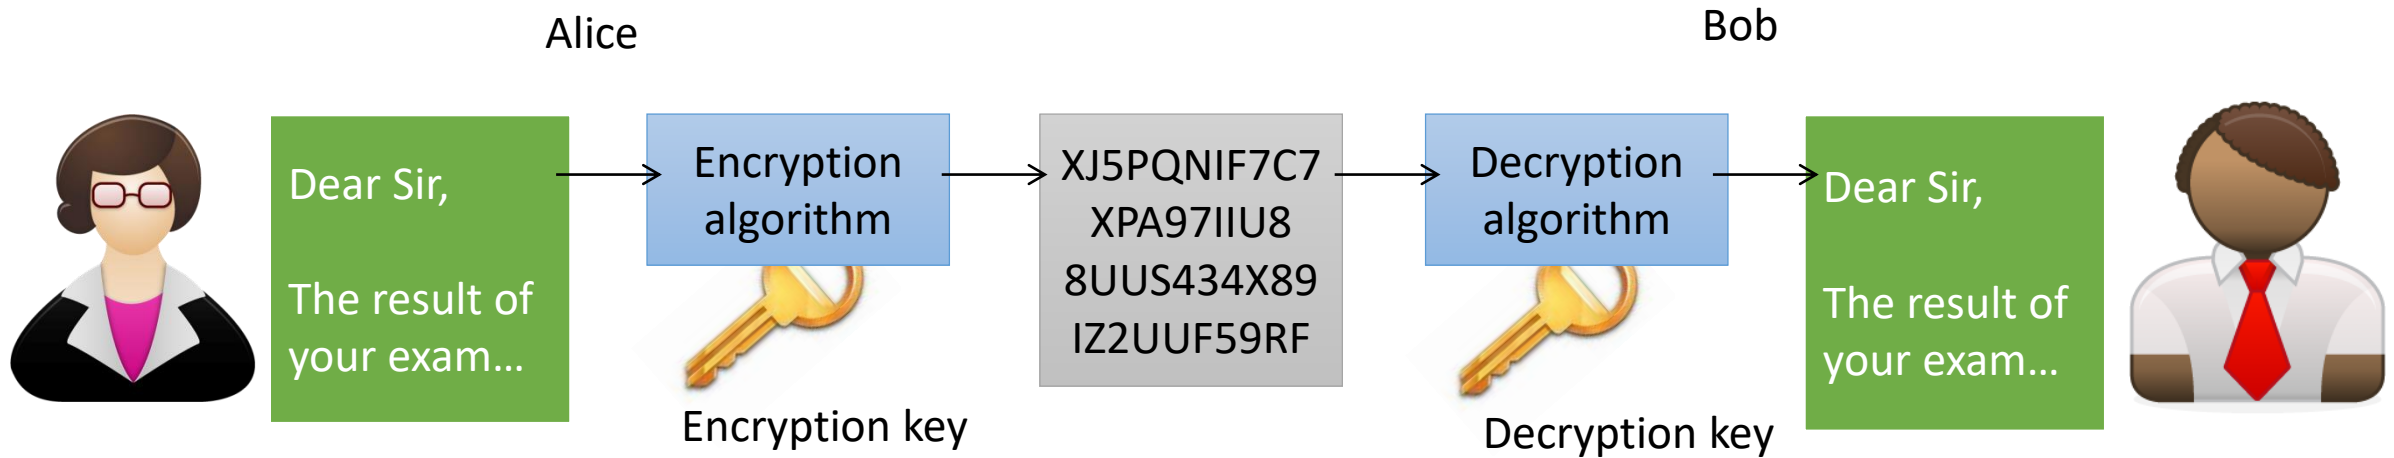 Alice
Bob
Dear Sir,
The result of
your exam...
Encryption
algorithm
Encryption key
XJ5PQNIF7C7
XPA97IIU8
8UUS434X89
IZ2UUF59RF
Decryption
algorithm
Decryption key
Dear Sir,
The result of
your exam...